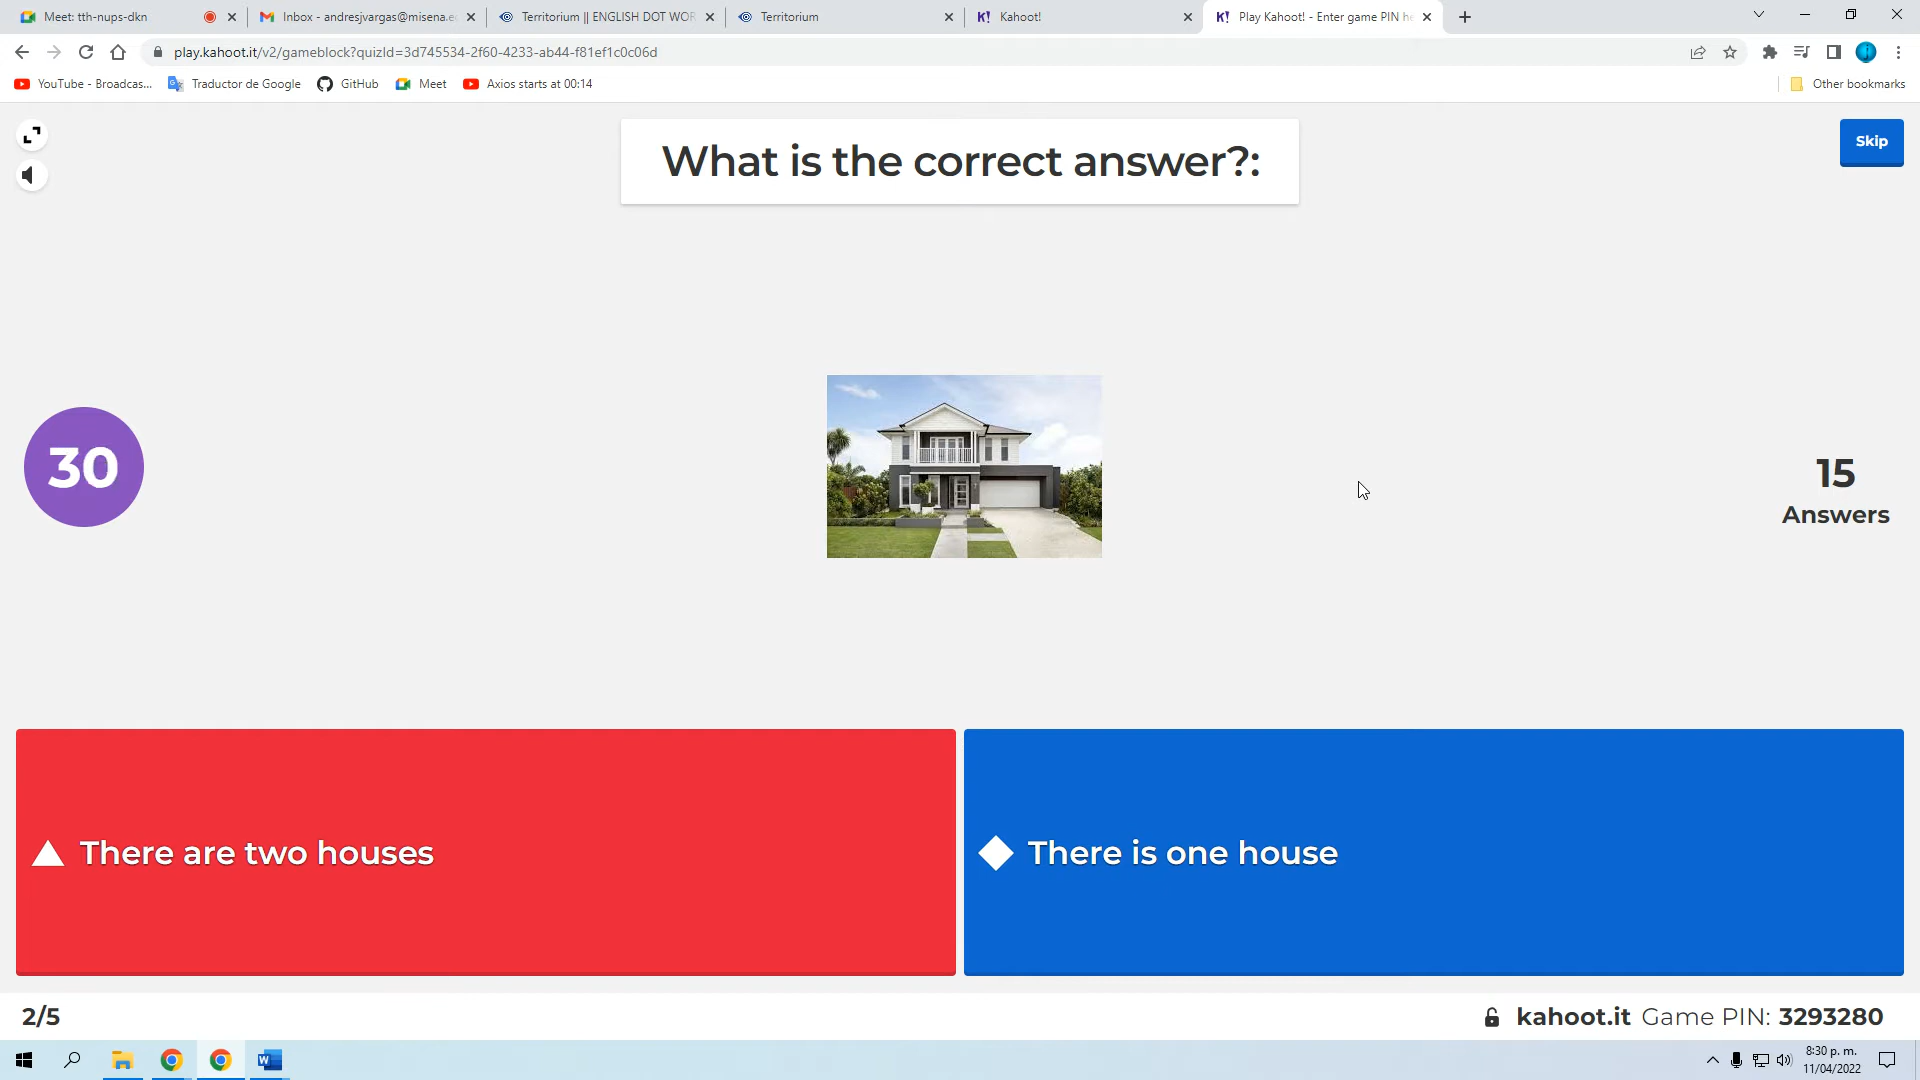 Meet: tth-nups-dkn
Inbox - andresjvargas@misena.e
Territorium || ENGLISH DOT WOR
Territorium
K! Kahoot!
K! Play Kahoot! - Enter game PIN he
play.kahoot.it/v2/gameblock?quizId=3d745534-2f60-4233-ab44-f81ef1c0c06d
YouTube - Broadcas...
Traductor de Google
GitHub
Meet
Axios starts at 00:14
Other bookmarks
What is the correct answer?:
Skip
30
15
Answers
There are two houses
There is one house
2/5
kahoot.it Game PIN: 3293280
W
8:30 p. m.
11/04/2022